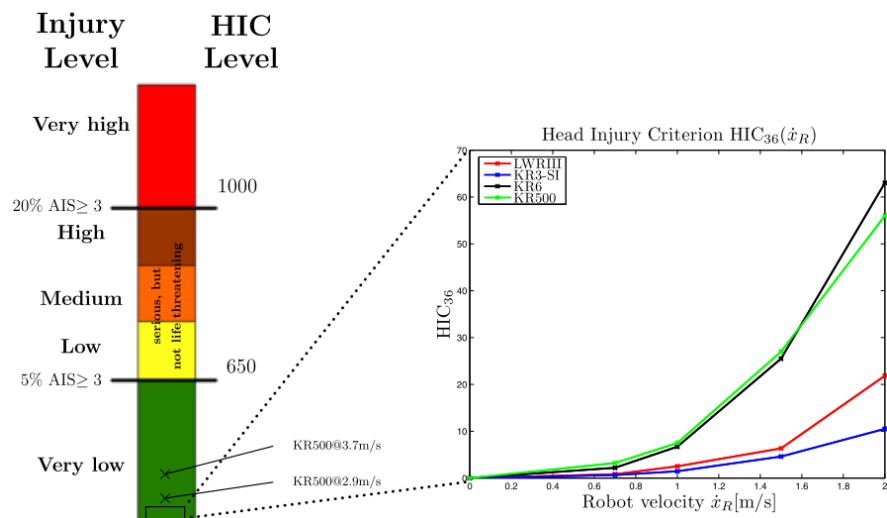 Injury
Level
HIC
Level
Very high
1000
20% AIS≥ 3
High
serious, but
not life threatening
Medium
Low
650
5% AIS≥ 3
KR500@3.7m/s
Very low
KR500@2.9m/s
Head Injury Criterion HIC₃₆(ẋ_R)
70
60
50
40
30
20
10
0
HIC₃₆
LWRIII
KR3-SI
KR6
KR500
0 0.2 0.4 0.6 0.8 1 1.2 1.4 1.6 1.8 2
Robot velocity ẋ_R[m/s]